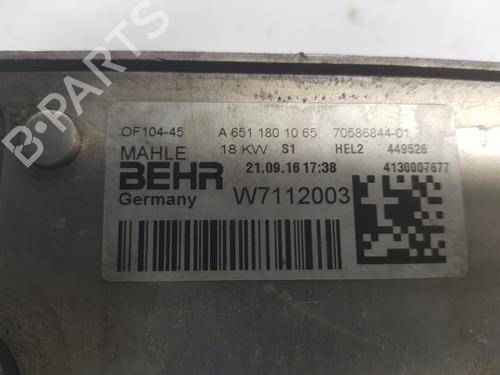 OF104-45 A 651 180 10 65 70586844-01
MAHLE 18 KW S1 HEL2 449526
BEHR 21.09.16 17:38 4130007677
Germany W7112003
B-PARTS